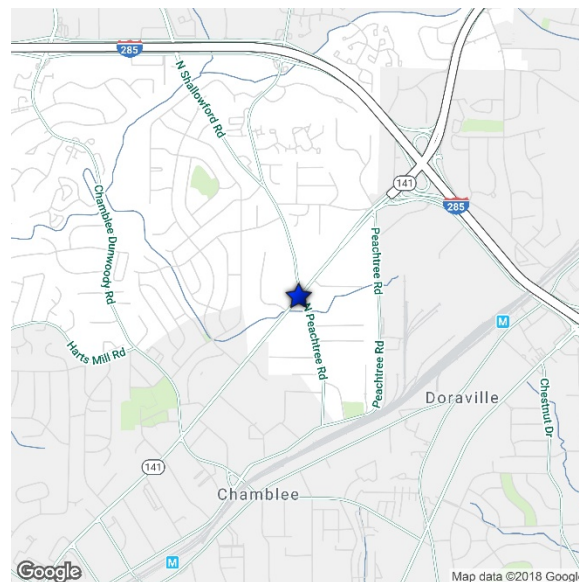 285
N Shallowford Rd
141
285
Chamblee Dunwoody Rd
Peachtree Rd
N Peachtree Rd
M
Harts Mill Rd
Peachtree Rd
Doraville
Chestnut Dr
141
Chamblee
M
Google
Map data ©2018 Google